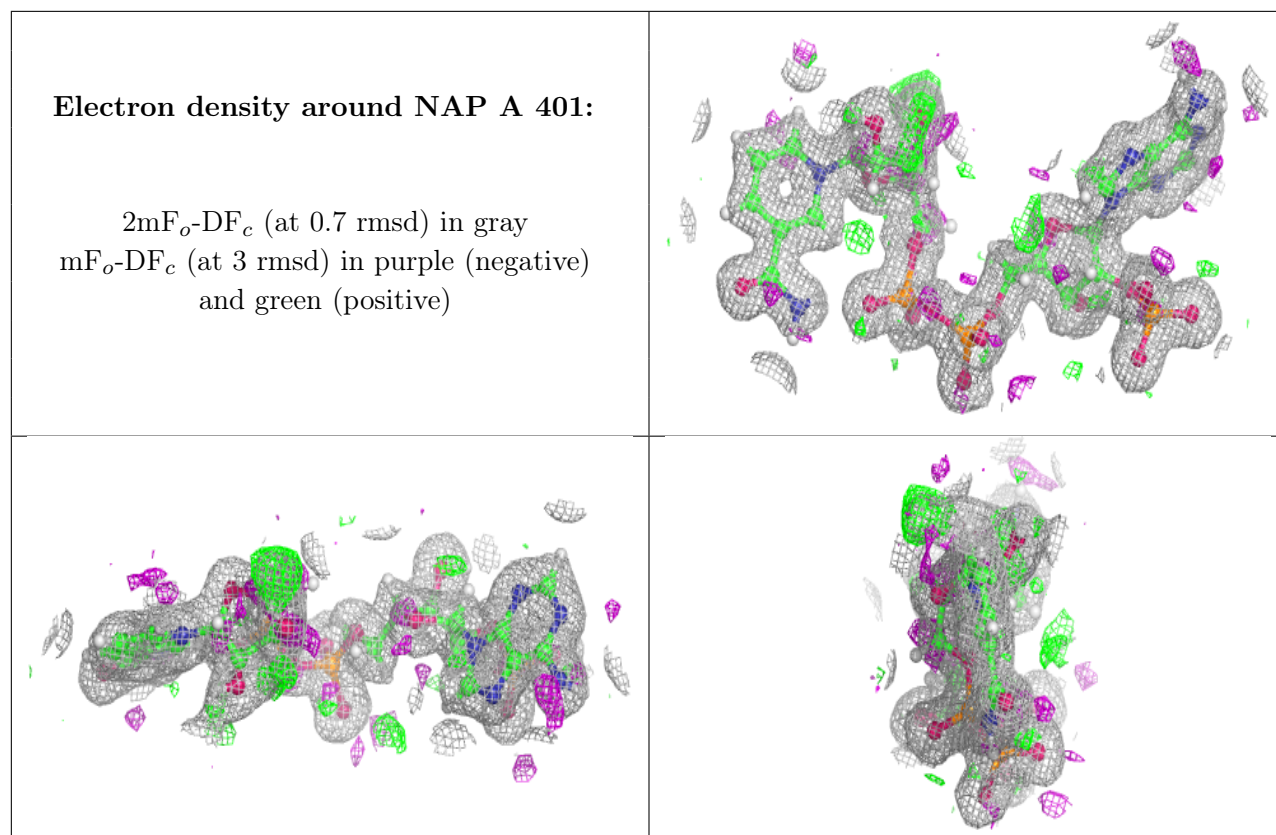 Electron density around NAP A 401:
2mFo-DFc (at 0.7 rmsd) in gray
mFo-DFc (at 3 rmsd) in purple (negative)
and green (positive)